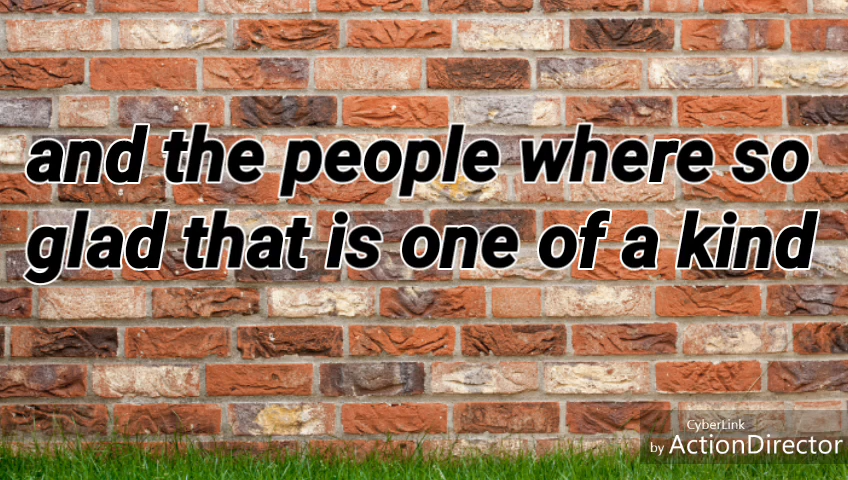 and the people where so
glad that is one of a kind
CyberLink
by ActionDirector